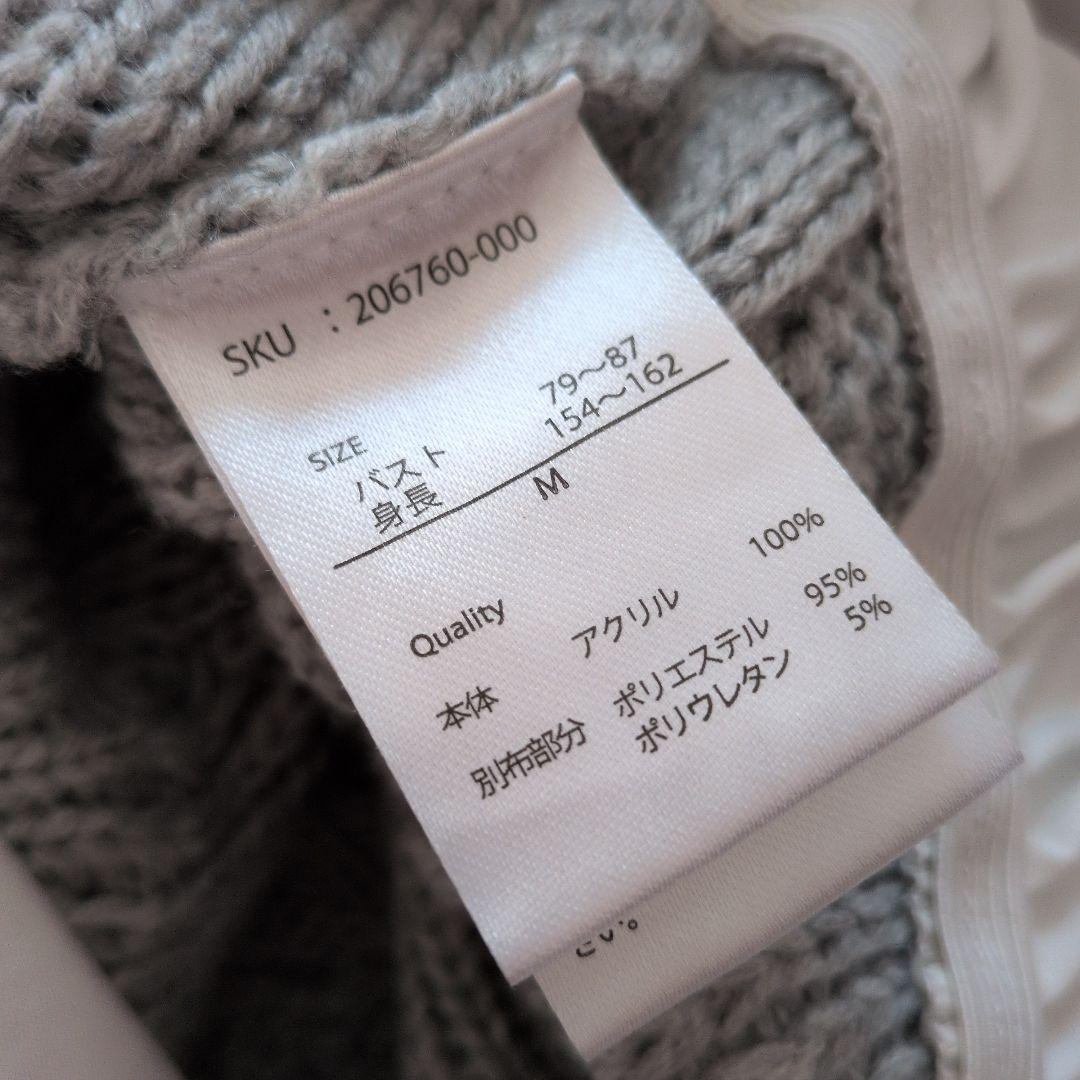 SKU : 206760-000
SIZE
バスト 79〜87
身長 154〜162
M
Quality
本体 アクリル 100%
別布部分 ポリエステル 95%
ポリウレタン 5%
さい。